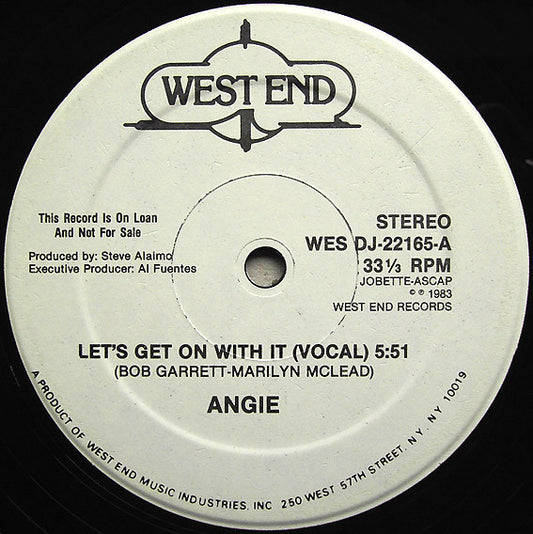 WEST END
This Record Is On Loan
And Not For Sale
Produced by: Steve Alaimo
Executive Producer: Al Fuentes
STEREO
WES DJ-22165-A
33⅓ RPM
JOBETTE-ASCAP
© ℗ 1983
WEST END RECORDS
LET'S GET ON WITH IT (VOCAL) 5:51
(BOB GARRETT-MARILYN MCLEAD)
ANGIE
A PRODUCT OF WEST END MUSIC INDUSTRIES, INC 250 WEST 57TH STREET, N.Y. NY 10019